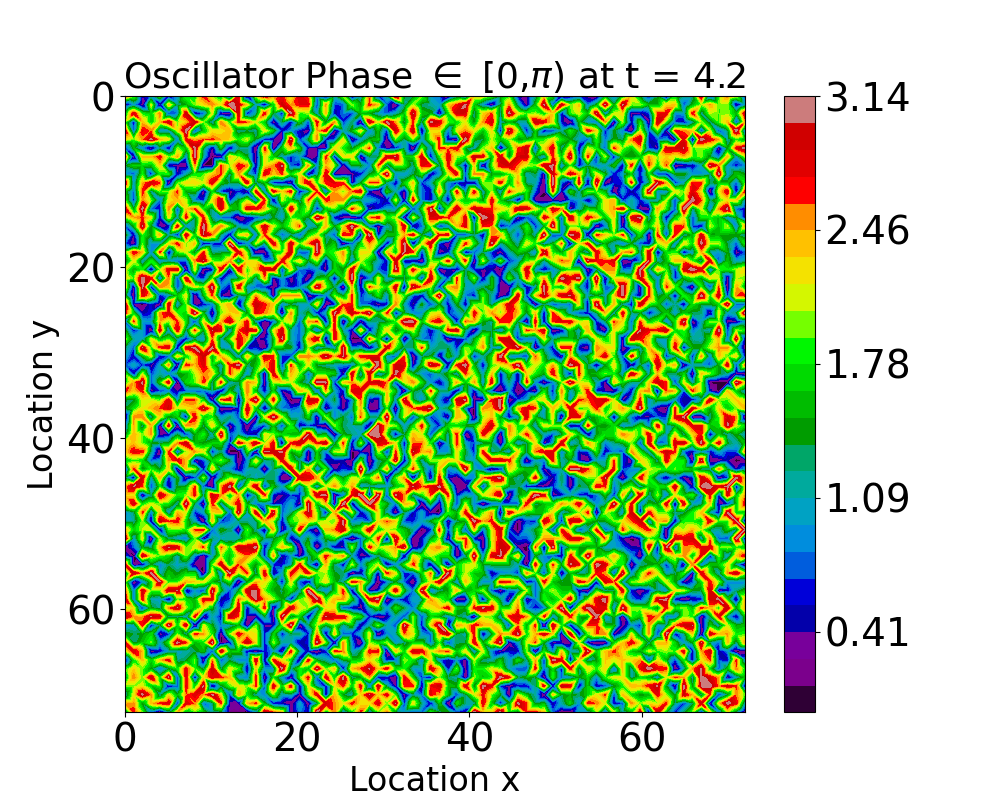 Oscillator Phase ∈ [0,π) at t = 4.2
0
20
40
60
Location y
0 20 40 60
Location x
3.14
2.46
1.78
1.09
0.41